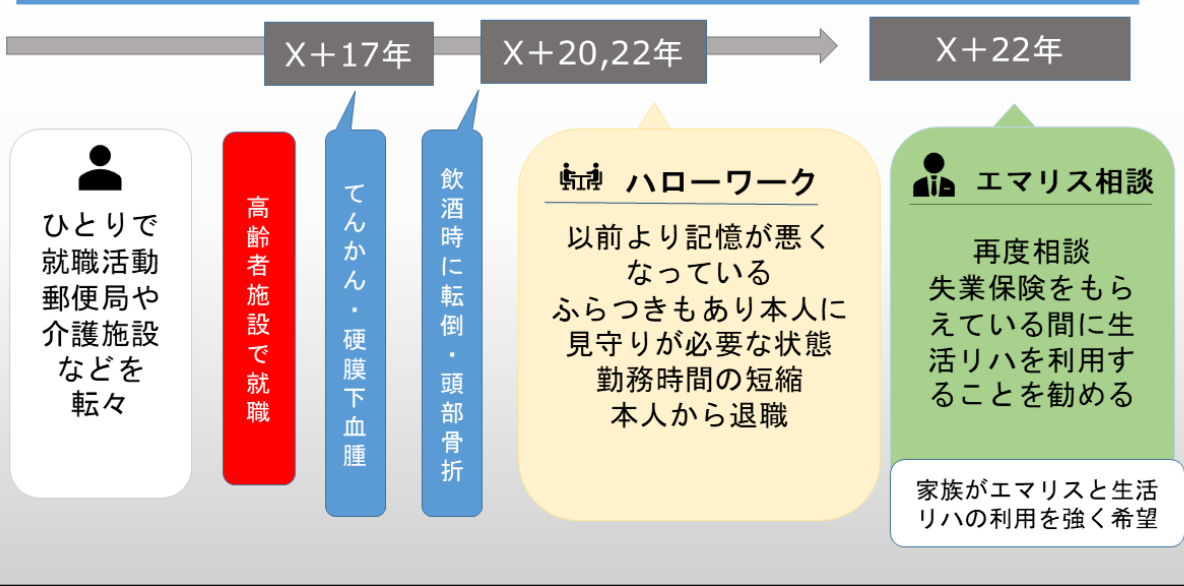 X＋17年
X＋20,22年
X＋22年
ひとりで
就職活動
郵便局や
介護施設
などを
転々
高齢者施設で就職
てんかん・硬膜下血腫
飲酒時に転倒・頭部骨折
ハローワーク
以前より記憶が悪く
なっている
ふらつきもあり本人に
見守りが必要な状態
勤務時間の短縮
本人から退職
エマリス相談
再度相談
失業保険をもら
えている間に生
活リハを利用す
ることを勧める
家族がエマリスと生活
リハの利用を強く希望